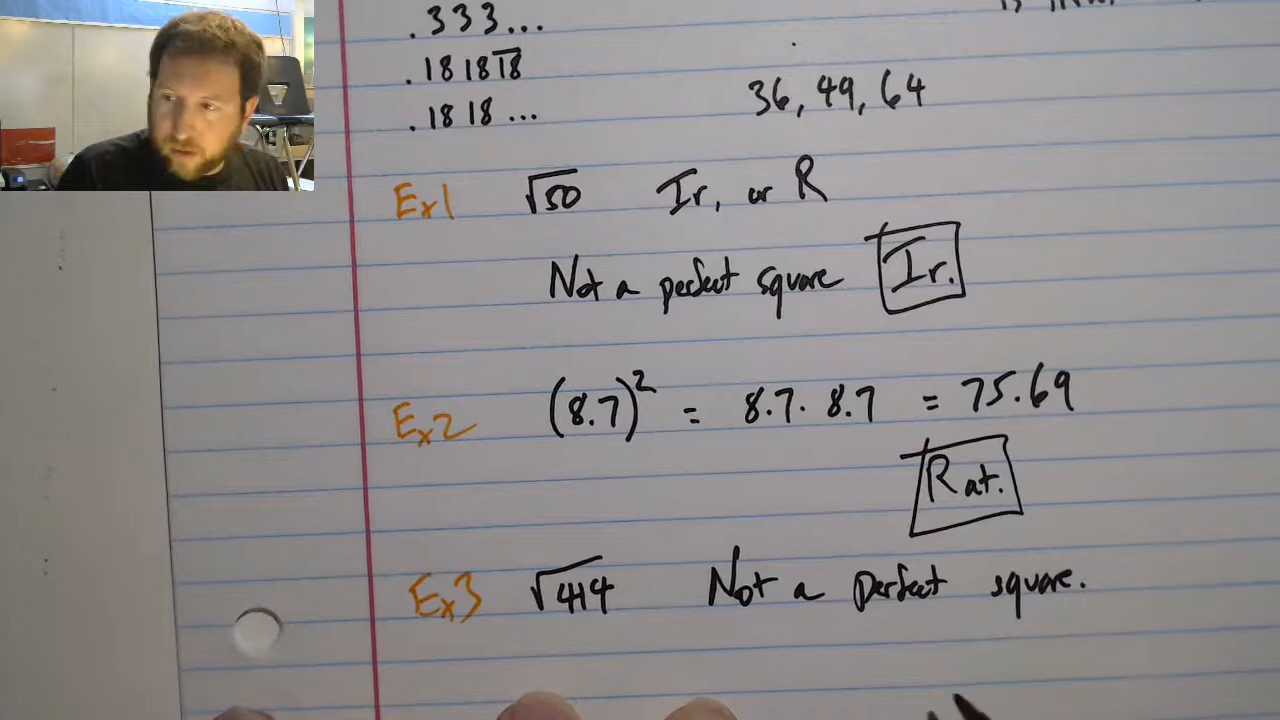 .333...
.181818
.1818...
36, 49, 64
Ex1 √50 Ir. or R
Not a perfect square Ir.
Ex2 (8.7)² = 8.7 · 8.7 = 75.69
Rat.
Ex3 √414 Not a perfect square.